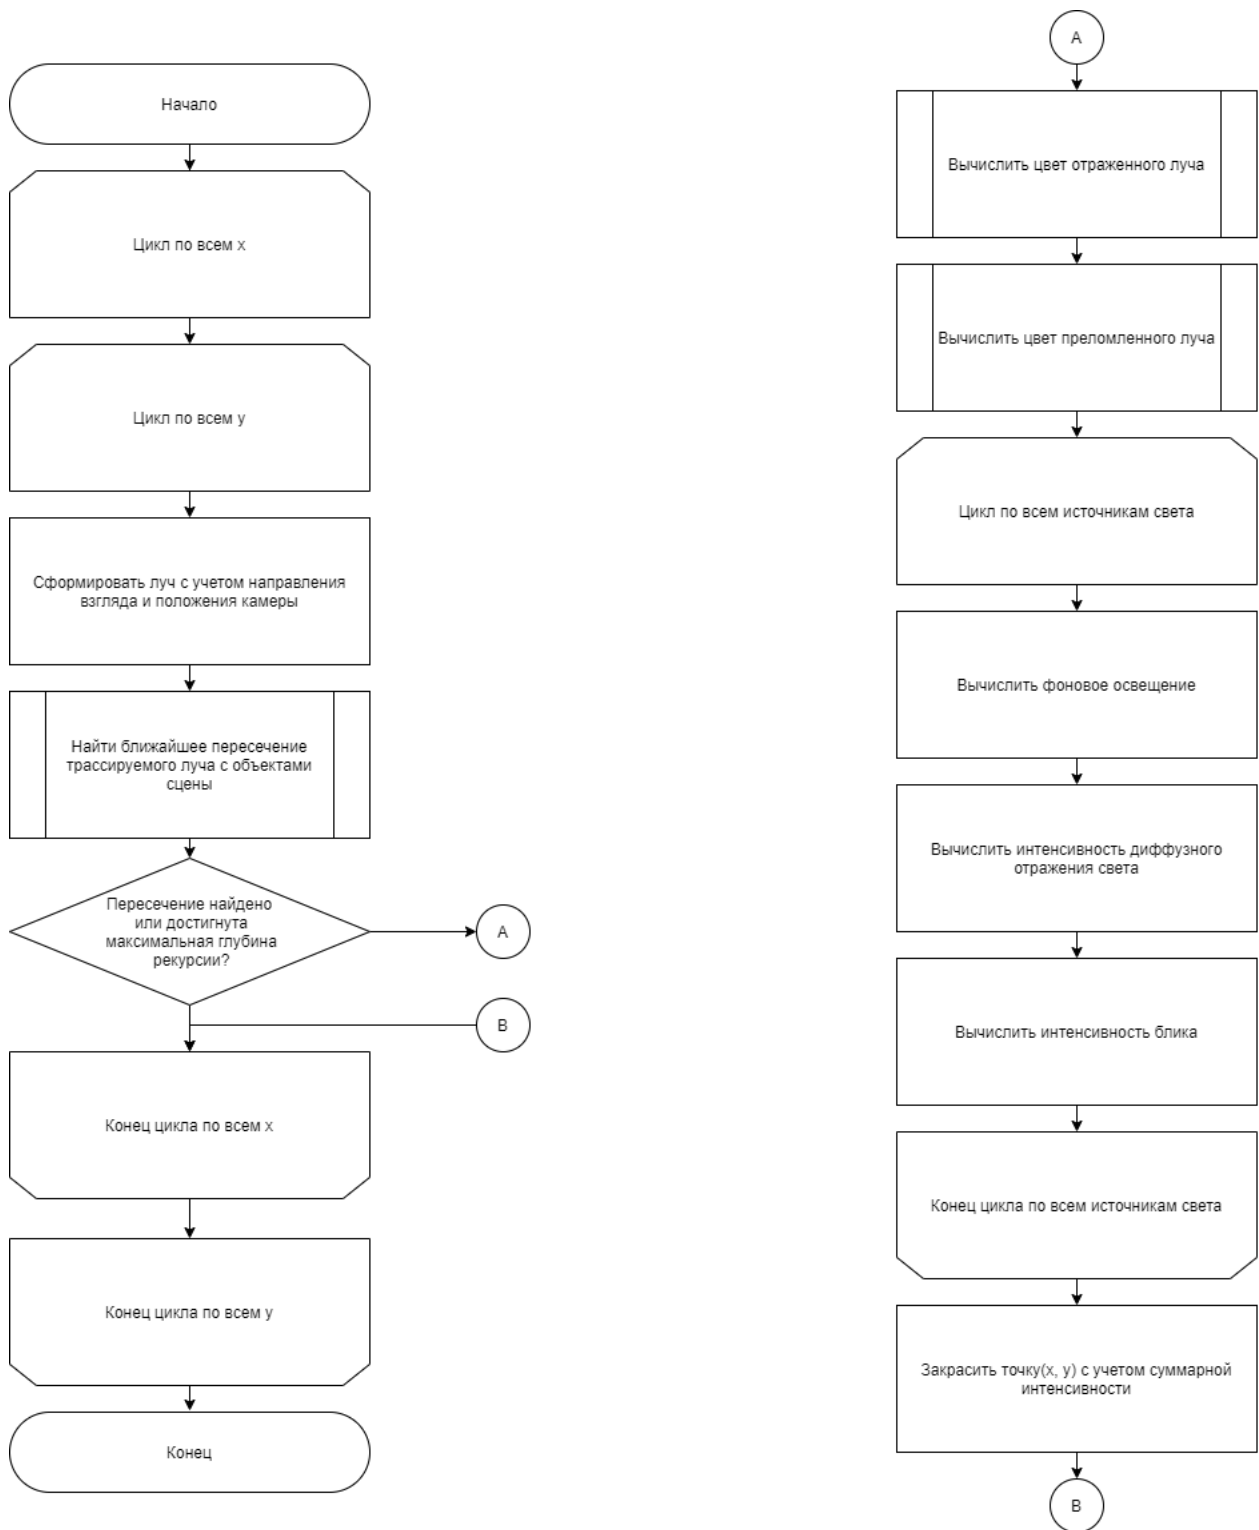 Начало
Цикл по всем x
Цикл по всем y
Сформировать луч с учетом направления
взгляда и положения камеры
Найти ближайшее пересечение
трассируемого луча с объектами
сцены
Пересечение найдено
или достигнута
максимальная глубина
рекурсии?
A
B
Конец цикла по всем x
Конец цикла по всем y
Конец
A
Вычислить цвет отраженного луча
Вычислить цвет преломленного луча
Цикл по всем источникам света
Вычислить фоновое освещение
Вычислить интенсивность диффузного
отражения света
Вычислить интенсивность блика
Конец цикла по всем источникам света
Закрасить точку(x, y) с учетом суммарной
интенсивности
B